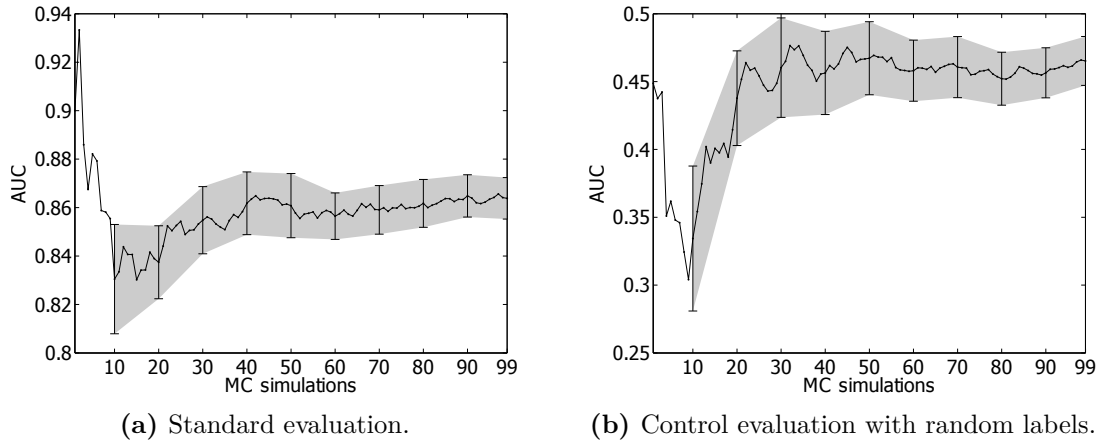 0.94
0.92
0.9
0.88
0.86
0.84
0.82
0.8
AUC
10 20 30 40 50 60 70 80 90 99
MC simulations
(a) Standard evaluation.
0.5
0.45
0.4
0.35
0.3
0.25
AUC
10 20 30 40 50 60 70 80 90 99
MC simulations
(b) Control evaluation with random labels.